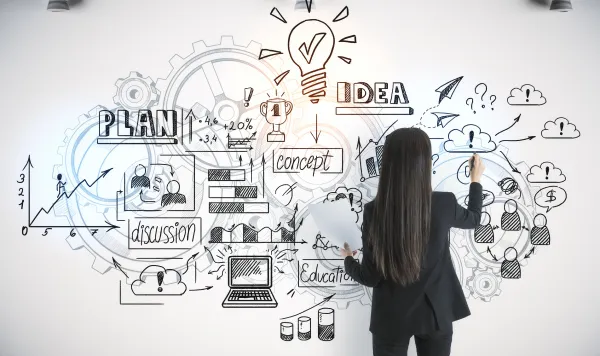 IDEA
PLAN
4,6
+20%
3,4
1
concept
3
2
1
0 5 6 7
discussion
$
Education